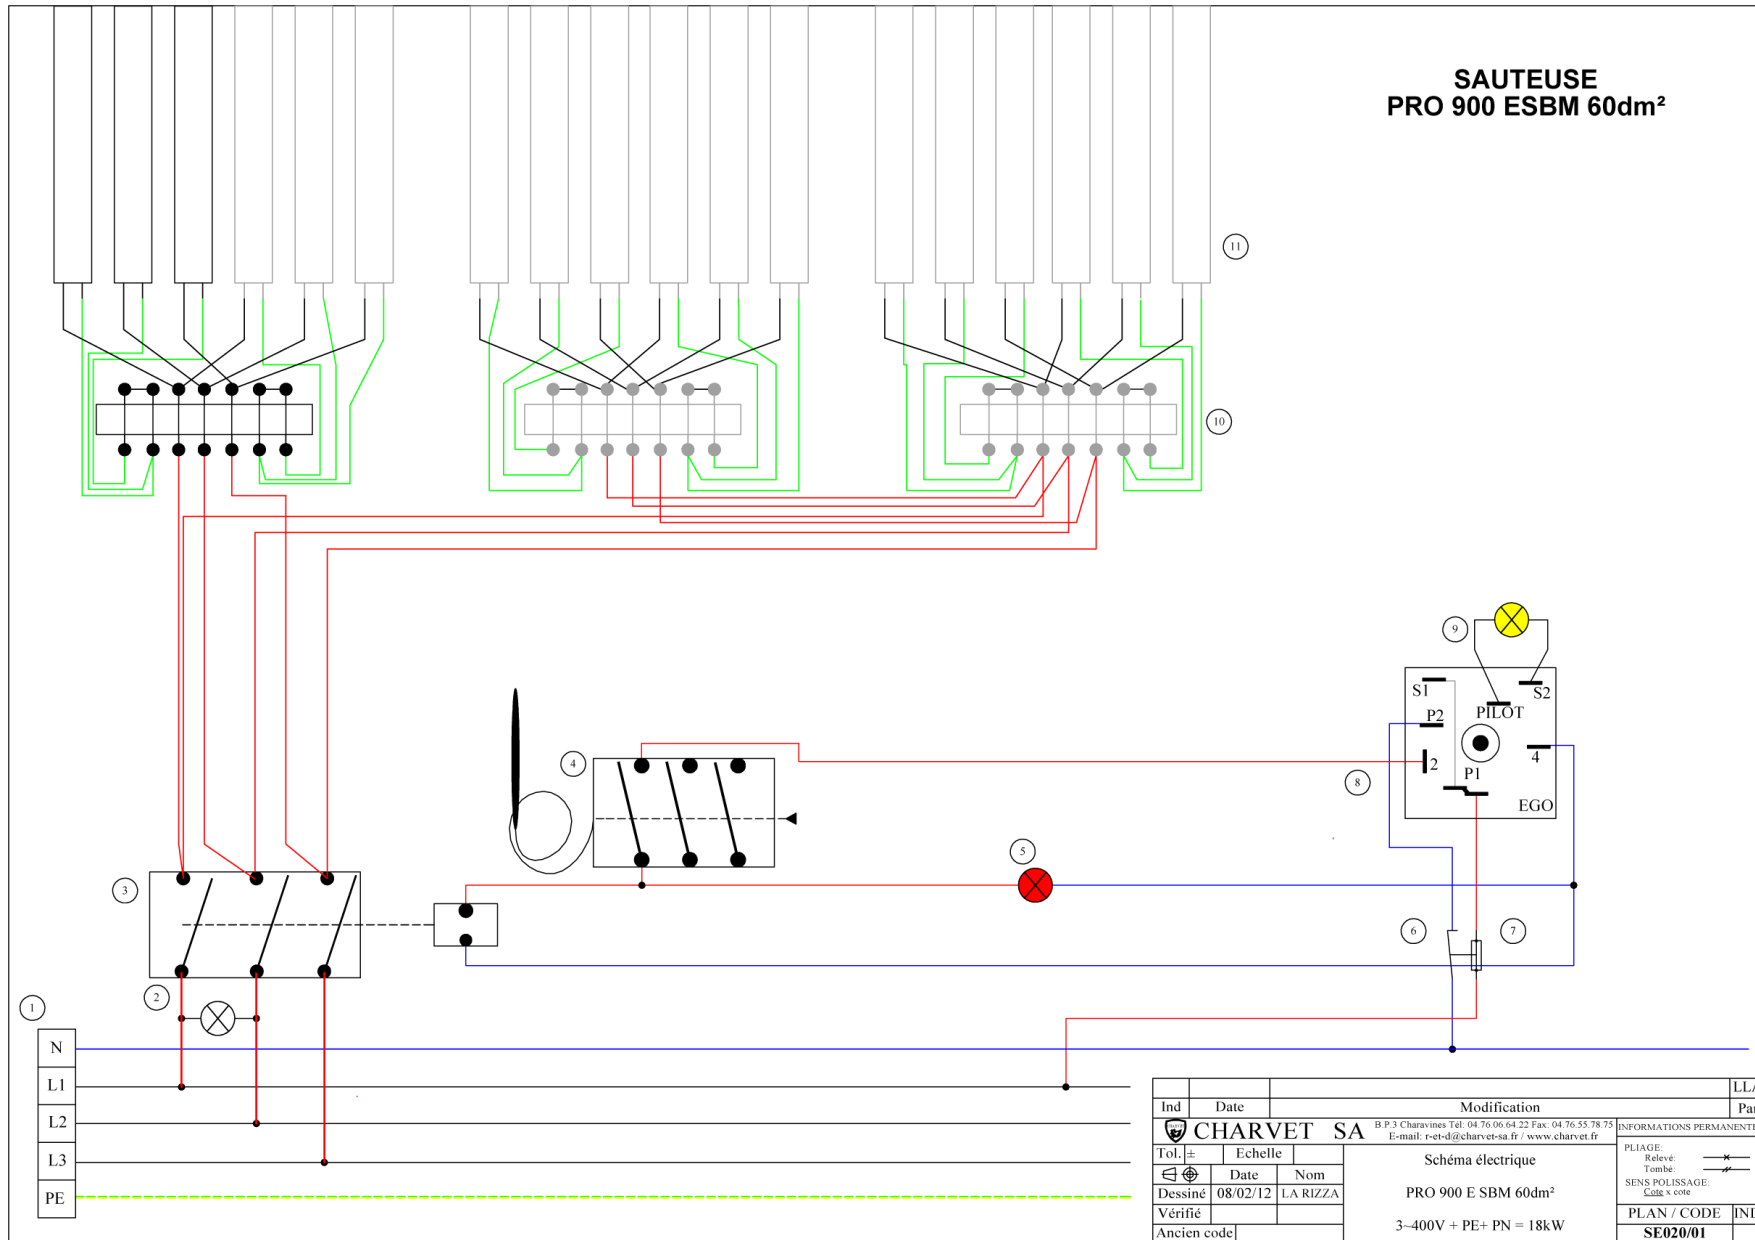 SAUTEUSE
PRO 900 ESBM 60dm²
11
10
9
S1
S2
PILOT
P2
4
2
P1
EGO
8
4
5
3
6
7
2
1
N
L1
L2
L3
PE
Ind Date Modification
CHARVET SA
B.P.3 Charavines Tél: 04.76.06.64.22 Fax: 04.76.55.78.75
E-mail: r-et-d@charvet-sa.fr / www.charvet.fr
INFORMATIONS PERMANENTE
Tol. ± Echelle
Date Nom
Dessiné 08/02/12 LA RIZZA
Vérifié
Ancien code
Schéma électrique
PRO 900 E SBM 60dm²
3~400V + PE+ PN = 18kW
PLIAGE:
Relevé:
Tombé:
SENS POLISSAGE:
Cote x cote
PLAN / CODE
SE020/01